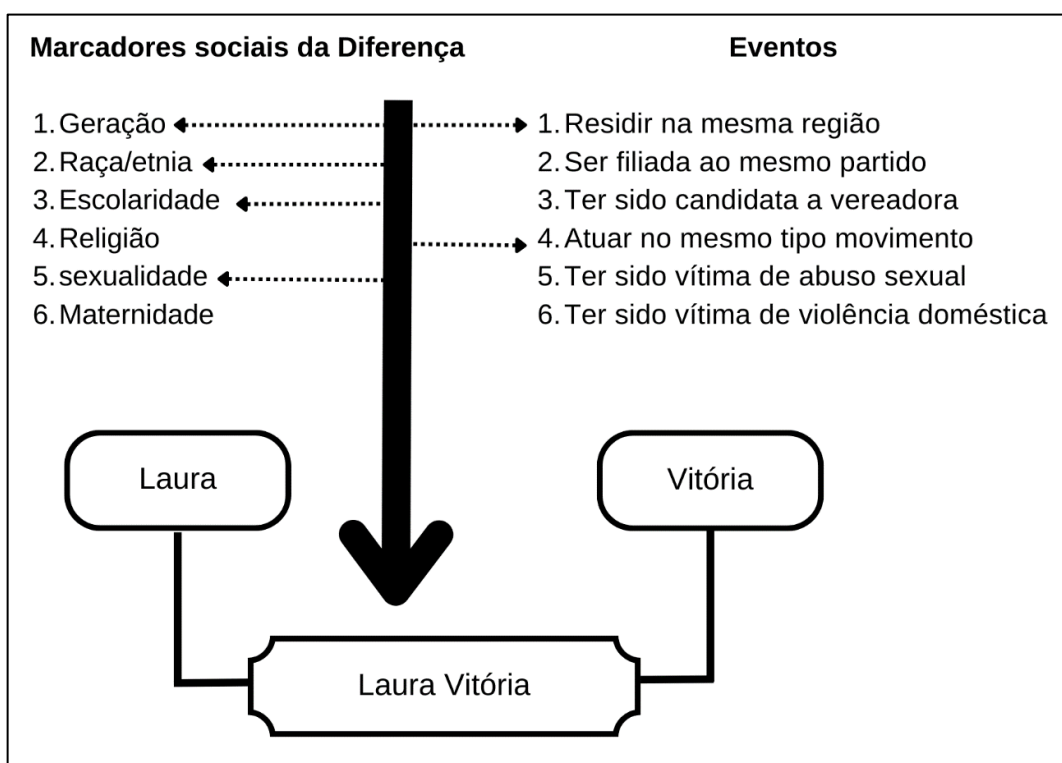 Marcadores sociais da Diferença
1. Geração
2. Raça/etnia
3. Escolaridade
4. Religião
5. sexualidade
6. Maternidade
Eventos
1. Residir na mesma região
2. Ser filiada ao mesmo partido
3. Ter sido candidata a vereadora
4. Atuar no mesmo tipo movimento
5. Ter sido vítima de abuso sexual
6. Ter sido vítima de violência doméstica
Laura
Vitória
Laura Vitória